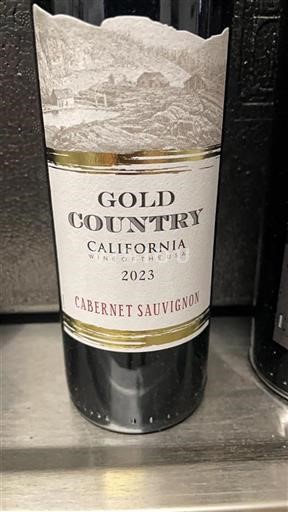 GOLD
COUNTRY
CALIFORNIA
WINE OF THE USA
2023
CABERNET SAUVIGNON